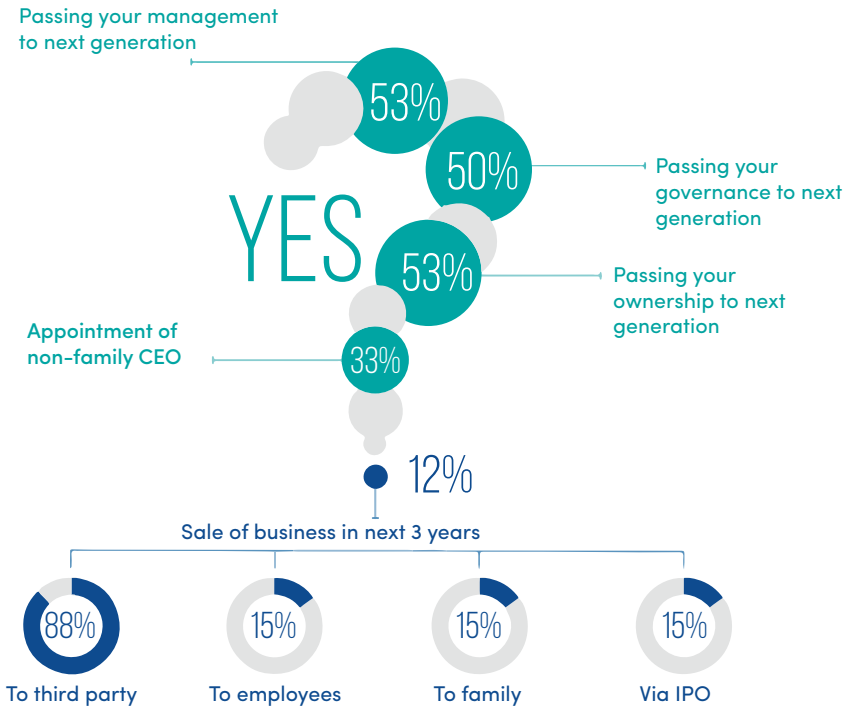 Passing your management
to next generation
53%
50%
Passing your
governance to next
generation
YES
53%
Passing your
ownership to next
generation
Appointment of
non-family CEO
33%
12%
Sale of business in next 3 years
88%
15%
15%
15%
To third party
To employees
To family
Via IPO